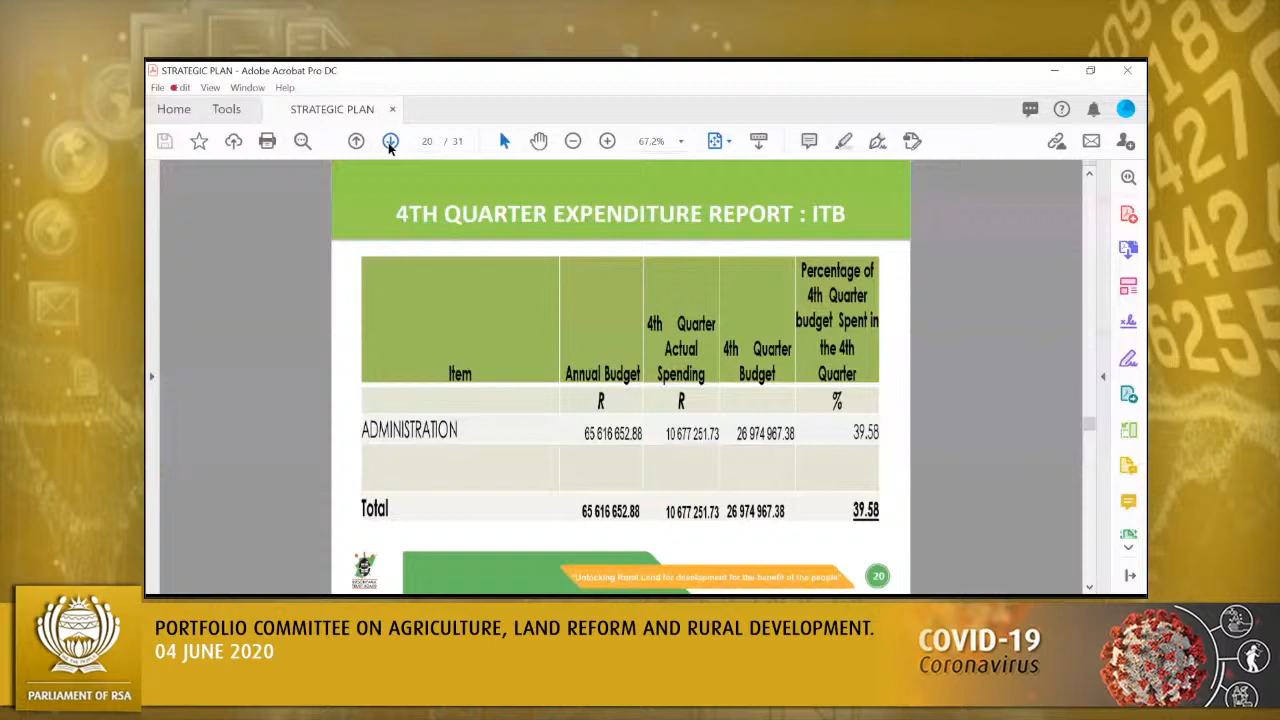 STRATEGIC PLAN - Adobe Acrobat Pro DC
File Edit View Window Help
Home Tools STRATEGIC PLAN ×
20 / 31 67.2%
4TH QUARTER EXPENDITURE REPORT : ITB
Item
Annual Budget
4th Quarter
Actual
Spending
4th Quarter
Budget
Percentage of
4th Quarter
budget Spent in
the 4th
Quarter
R R %
ADMINISTRATION 65 616 652.88 10 677 251.73 26 974 967.38 39.58
Total 65 616 652.88 10 677 251.73 26 974 967.38 39.58
"Unlocking Rural Land for development for the benefit of the people"
20
PORTFOLIO COMMITTEE ON AGRICULTURE, LAND REFORM AND RURAL DEVELOPMENT.
04 JUNE 2020
PARLIAMENT OF RSA
COVID-19
Coronavirus